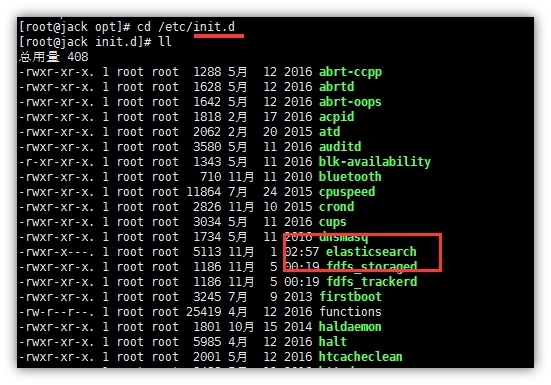 [root@jack opt]# cd /etc/init.d
[root@jack init.d]# ll
总用量 408
-rwxr-xr-x. 1 root root  1288 5月  12 2016 abrt-ccpp
-rwxr-xr-x. 1 root root  1628 5月  12 2016 abrtd
-rwxr-xr-x. 1 root root  1642 5月  12 2016 abrt-oops
-rwxr-xr-x. 1 root root  1818 2月  17 2016 acpid
-rwxr-xr-x. 1 root root  2062 2月  20 2015 atd
-rwxr-xr-x. 1 root root  3580 5月  11 2016 auditd
-r-xr-xr-x. 1 root root  1343 5月  11 2016 blk-availability
-rwxr-xr-x. 1 root root   710 11月 11 2010 bluetooth
-rwxr-xr-x. 1 root root 11864 7月  24 2015 cpuspeed
-rwxr-xr-x. 1 root root  2826 11月 10 2015 crond
-rwxr-xr-x. 1 root root  3034 5月  11 2016 cups
-rwxr-xr-x. 1 root root  1734 5月  11 2016 dnsmasq
-rwxr-x---. 1 root root  5113 11月  1 02:57 elasticsearch
-rwxr-xr-x. 1 root root  1186 11月  5 00:19 fdfs_storaged
-rwxr-xr-x. 1 root root  1186 11月  5 00:19 fdfs_trackerd
-rwxr-xr-x. 1 root root  3245 7月   9 2013 firstboot
-rw-r--r--. 1 root root 25419 4月  12 2016 functions
-rwxr-xr-x. 1 root root  1801 10月 15 2014 haldaemon
-rwxr-xr-x. 1 root root  5985 4月  12 2016 halt
-rwxr-xr-x. 1 root root  2001 5月  12 2016 htcacheclean